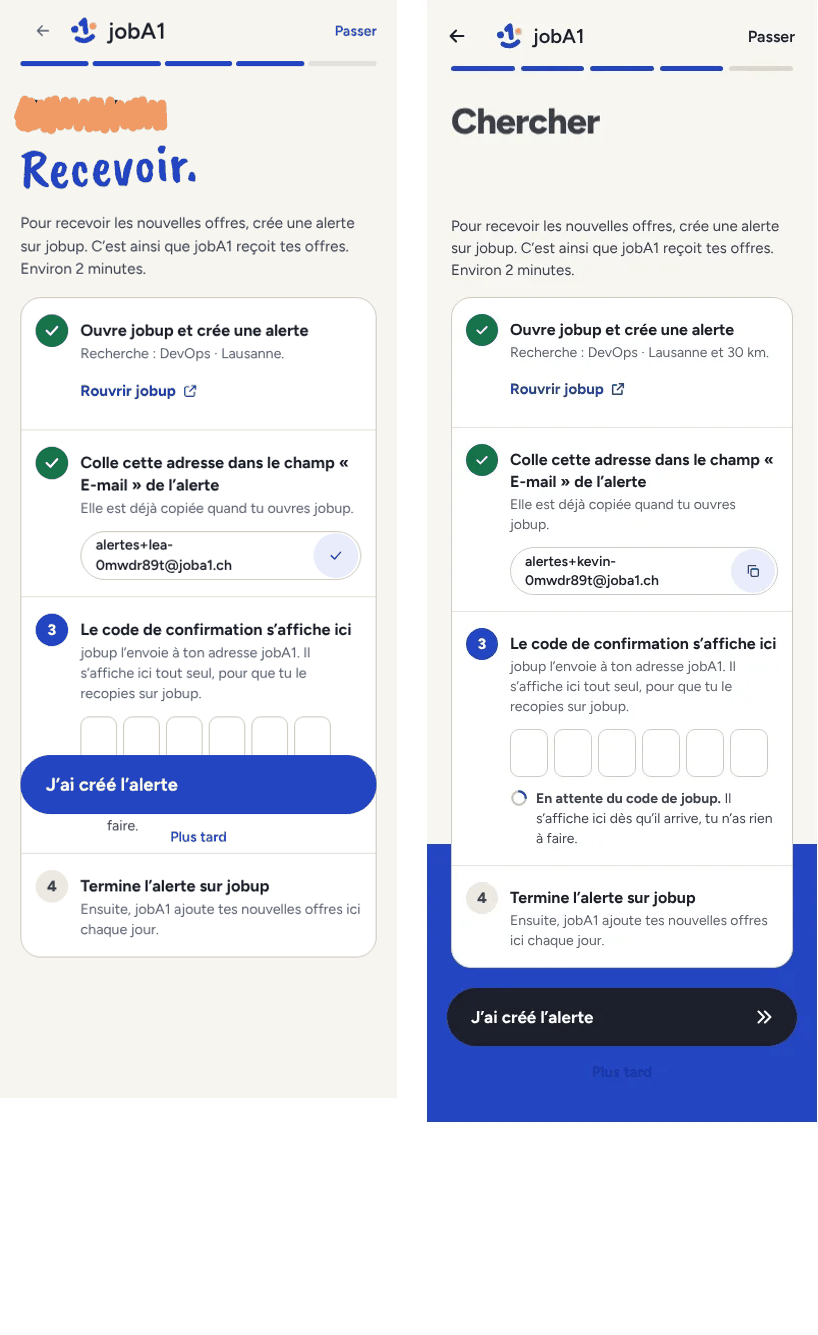 jobA1
Passer
Recevoir.
Pour recevoir les nouvelles offres, crée une alerte
sur jobup. C'est ainsi que jobA1 reçoit tes offres.
Environ 2 minutes.
Ouvre jobup et crée une alerte
Recherche : DevOps · Lausanne.
Rouvrir jobup
Colle cette adresse dans le champ «
E-mail » de l'alerte
Elle est déjà copiée quand tu ouvres jobup.
alertes+lea-
0mwdr89t@joba1.ch
3
Le code de confirmation s'affiche ici
jobup l'envoie à ton adresse jobA1. Il
s'affiche ici tout seul, pour que tu le
recopies sur jobup.
J'ai créé l'alerte
faire.
Plus tard
4
Termine l'alerte sur jobup
Ensuite, jobA1 ajoute tes nouvelles offres ici
chaque jour.
jobA1
Passer
Chercher
Pour recevoir les nouvelles offres, crée une alerte
sur jobup. C'est ainsi que jobA1 reçoit tes offres.
Environ 2 minutes.
Ouvre jobup et crée une alerte
Recherche : DevOps · Lausanne et 30 km.
Rouvrir jobup
Colle cette adresse dans le champ «
E-mail » de l'alerte
Elle est déjà copiée quand tu ouvres
jobup.
alertes+kevin-
0mwdr89t@joba1.ch
3
Le code de confirmation s'affiche ici
jobup l'envoie à ton adresse jobA1. Il
s'affiche ici tout seul, pour que tu le
recopies sur jobup.
En attente du code de jobup. Il
s'affiche ici dès qu'il arrive, tu n'as rien
à faire.
4
Termine l'alerte sur jobup
Ensuite, jobA1 ajoute tes nouvelles offres
ici chaque jour.
J'ai créé l'alerte
Plus tard